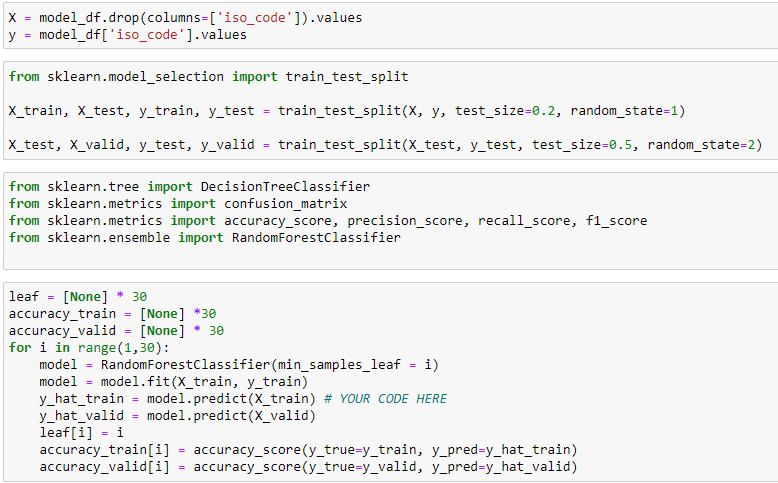 X = model_df.drop(columns=['iso_code']).values
y = model_df['iso_code'].values
from sklearn.model_selection import train_test_split
X_train, X_test, y_train, y_test = train_test_split(X, y, test_size=0.2, random_state=1)
X_test, X_valid, y_test, y_valid = train_test_split(X_test, y_test, test_size=0.5, random_state=2)
from sklearn.tree import DecisionTreeClassifier
from sklearn.metrics import confusion_matrix
from sklearn.metrics import accuracy_score, precision_score, recall_score, f1_score
from sklearn.ensemble import RandomForestClassifier
leaf = [None] * 30
accuracy_train = [None] *30
accuracy_valid = [None] * 30
for i in range(1,30):
    model = RandomForestClassifier(min_samples_leaf = i)
    model = model.fit(X_train, y_train)
    y_hat_train = model.predict(X_train) # YOUR CODE HERE
    y_hat_valid = model.predict(X_valid)
    leaf[i] = i
    accuracy_train[i] = accuracy_score(y_true=y_train, y_pred=y_hat_train)
    accuracy_valid[i] = accuracy_score(y_true=y_valid, y_pred=y_hat_valid)